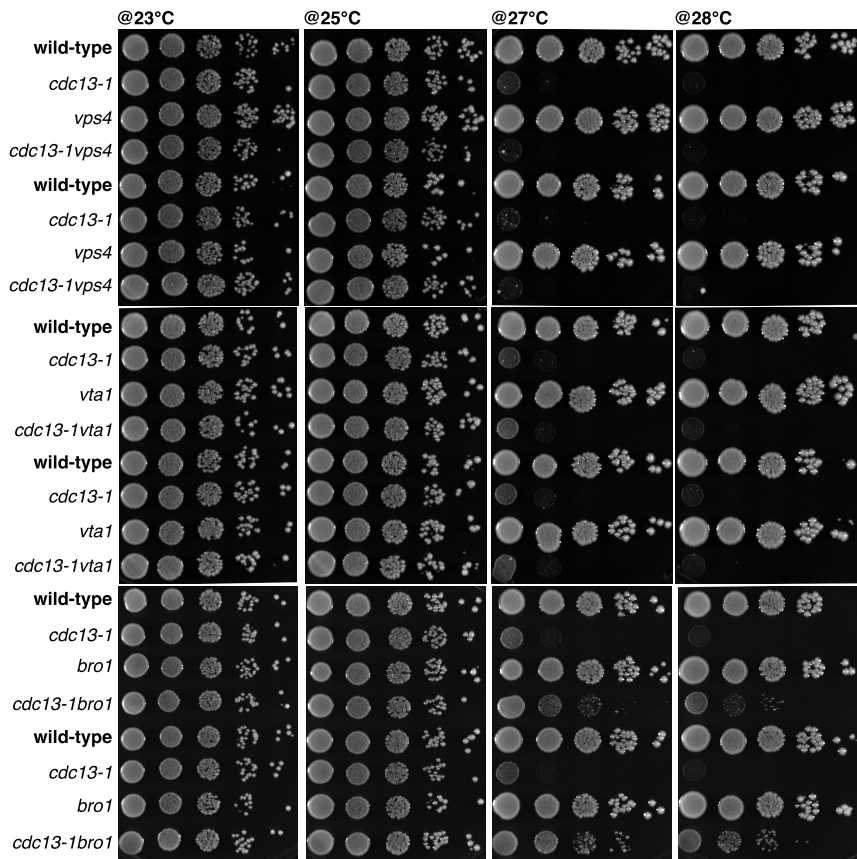 @23°C @25°C @27°C @28°C
wild-type
cdc13-1
vps4
cdc13-1vps4
wild-type
cdc13-1
vps4
cdc13-1vps4
wild-type
cdc13-1
vta1
cdc13-1vta1
wild-type
cdc13-1
vta1
cdc13-1vta1
wild-type
cdc13-1
bro1
cdc13-1bro1
wild-type
cdc13-1
bro1
cdc13-1bro1